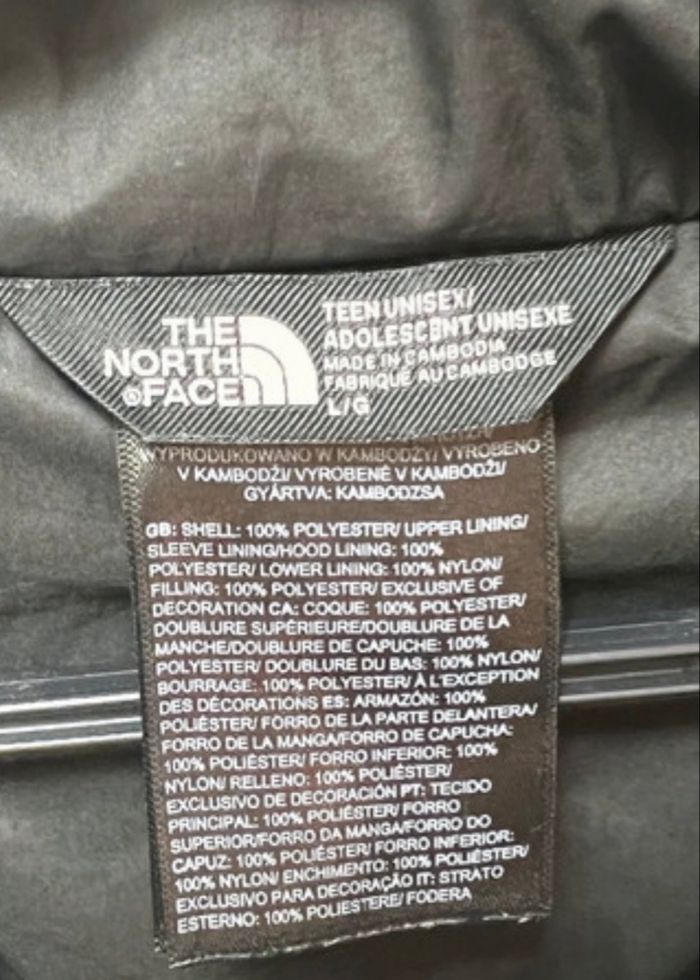 THE
NORTH
FACE
TEEN UNISEX/
ADOLESCENT UNISEXE
MADE IN CAMBODIA
FABRIQUÉ AU CAMBODGE
L/G
WYPRODUKOWANO W KAMBODŻY/ VYROBENO
V KAMBODŽI/ VYROBENÉ V KAMBODŽI/
GYÁRTVA: KAMBODZSA
GB: SHELL: 100% POLYESTER/ UPPER LINING/
SLEEVE LINING/HOOD LINING: 100%
POLYESTER/ LOWER LINING: 100% NYLON/
FILLING: 100% POLYESTER/ EXCLUSIVE OF
DECORATION CA: COQUE: 100% POLYESTER/
DOUBLURE SUPÉRIEURE/DOUBLURE DE LA
MANCHE/DOUBLURE DE CAPUCHE: 100%
POLYESTER/ DOUBLURE DU BAS: 100% NYLON/
BOURRAGE: 100% POLYESTER/ À L'EXCEPTION
DES DÉCORATIONS ES: ARMAZÓN: 100%
POLIÉSTER/ FORRO DE LA PARTE DELANTERA/
FORRO DE LA MANGA/FORRO DE CAPUCHA:
100% POLIÉSTER/ FORRO INFERIOR: 100%
NYLON/ RELLENO: 100% POLIÉSTER/
EXCLUSIVO DE DECORACIÓN PT: TECIDO
PRINCIPAL: 100% POLIÉSTER/ FORRO
SUPERIOR/FORRO DA MANGA/FORRO DO
CAPUZ: 100% POLIÉSTER/ FORRO INFERIOR:
100% NYLON/ ENCHIMENTO: 100% POLIÉSTER/
EXCLUSIVO PARA DECORAÇÃO IT: STRATO
ESTERNO: 100% POLIESTERE/ FODERA